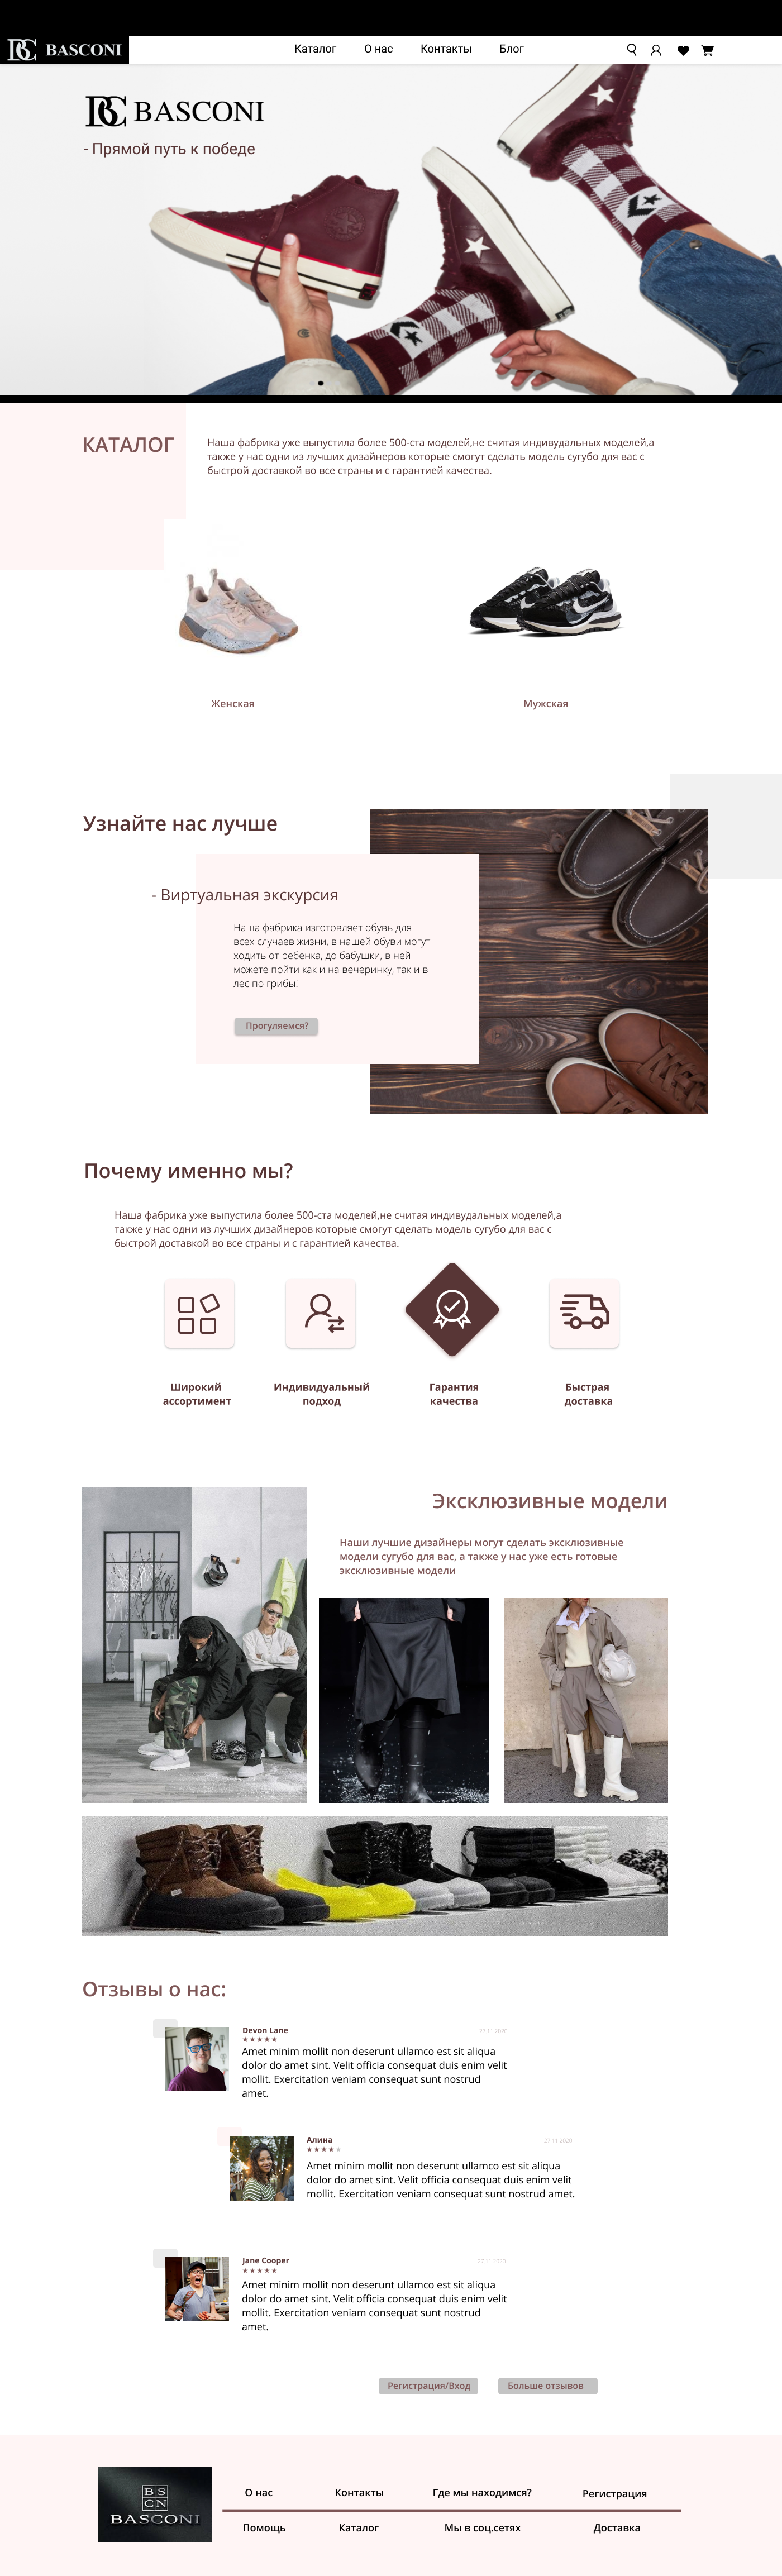 BC BASCONI
Каталог
О нас
Контакты
Блог
BC BASCONI
- Прямой путь к победе
КАТАЛОГ
Наша фабрика уже выпустила более 500-ста моделей,не считая индивудальных моделей,а
также у нас одни из лучших дизайнеров которые смогут сделать модель сугубо для вас с
быстрой доставкой во все страны и с гарантией качества.
Женская
Мужская
Узнайте нас лучше
- Виртуальная экскурсия
Наша фабрика изготовляет обувь для
всех случаев жизни, в нашей обуви могут
ходить от ребенка, до бабушки, в ней
можете пойти как и на вечеринку, так и в
лес по грибы!
Прогуляемся?
Почему именно мы?
Наша фабрика уже выпустила более 500-ста моделей,не считая индивудальных моделей,а
также у нас одни из лучших дизайнеров которые смогут сделать модель сугубо для вас с
быстрой доставкой во все страны и с гарантией качества.
Широкий
ассортимент
Индивидуальный
подход
Гарантия
качества
Быстрая
доставка
Эксклюзивные модели
Наши лучшие дизайнеры могут сделать эксклюзивные
модели сугубо для вас, а также у нас уже есть готовые
эксклюзивные модели
Отзывы о нас:
Devon Lane
27.11.2020
Amet minim mollit non deserunt ullamco est sit aliqua
dolor do amet sint. Velit officia consequat duis enim velit
mollit. Exercitation veniam consequat sunt nostrud
amet.
Алина
27.11.2020
Amet minim mollit non deserunt ullamco est sit aliqua
dolor do amet sint. Velit officia consequat duis enim velit
mollit. Exercitation veniam consequat sunt nostrud amet.
Jane Cooper
27.11.2020
Amet minim mollit non deserunt ullamco est sit aliqua
dolor do amet sint. Velit officia consequat duis enim velit
mollit. Exercitation veniam consequat sunt nostrud
amet.
Регистрация/Вход
Больше отзывов
BS
CN
BASCONI
О нас
Контакты
Где мы находимся?
Регистрация
Помощь
Каталог
Мы в соц.сетях
Доставка